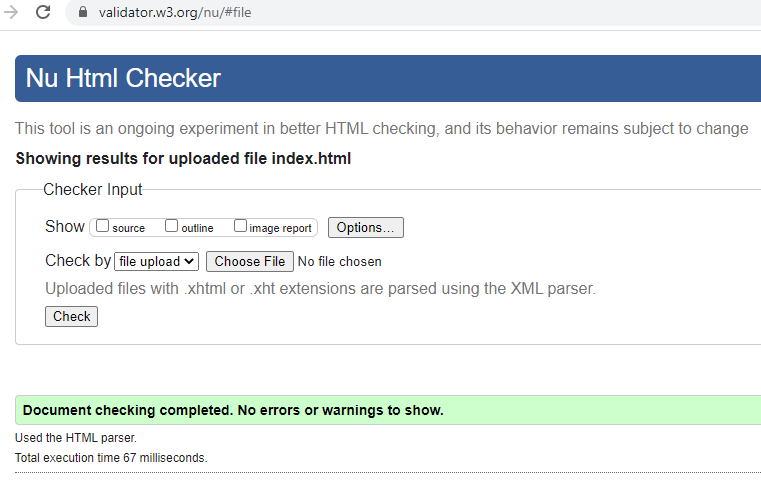 validator.w3.org/nu/#file
Nu Html Checker
This tool is an ongoing experiment in better HTML checking, and its behavior remains subject to change
Showing results for uploaded file index.html
Checker Input
Show source outline image report Options...
Check by file upload Choose File No file chosen
Uploaded files with .xhtml or .xht extensions are parsed using the XML parser.
Check
Document checking completed. No errors or warnings to show.
Used the HTML parser.
Total execution time 67 milliseconds.